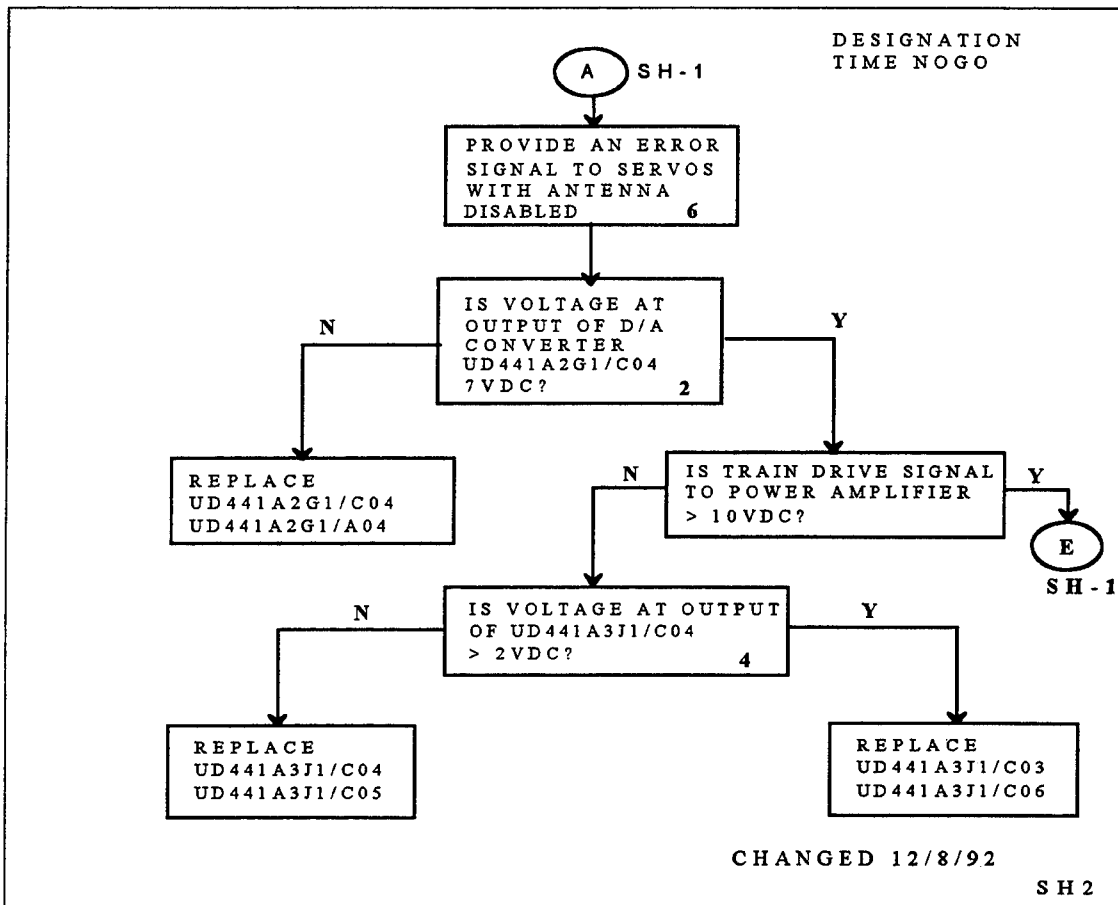 DESIGNATION
TIME NOGO
A SH-1
PROVIDE AN ERROR
SIGNAL TO SERVOS
WITH ANTENNA
DISABLED 6
IS VOLTAGE AT
OUTPUT OF D/A
CONVERTER
UD441A2G1/C04
7VDC? 2
N
Y
REPLACE
UD441A2G1/C04
UD441A2G1/A04
IS TRAIN DRIVE SIGNAL
TO POWER AMPLIFIER
> 10VDC?
N
Y
E
SH-1
IS VOLTAGE AT OUTPUT
OF UD441A3J1/C04
> 2VDC? 4
N
Y
REPLACE
UD441A3J1/C04
UD441A3J1/C05
REPLACE
UD441A3J1/C03
UD441A3J1/C06
CHANGED 12/8/92
SH2